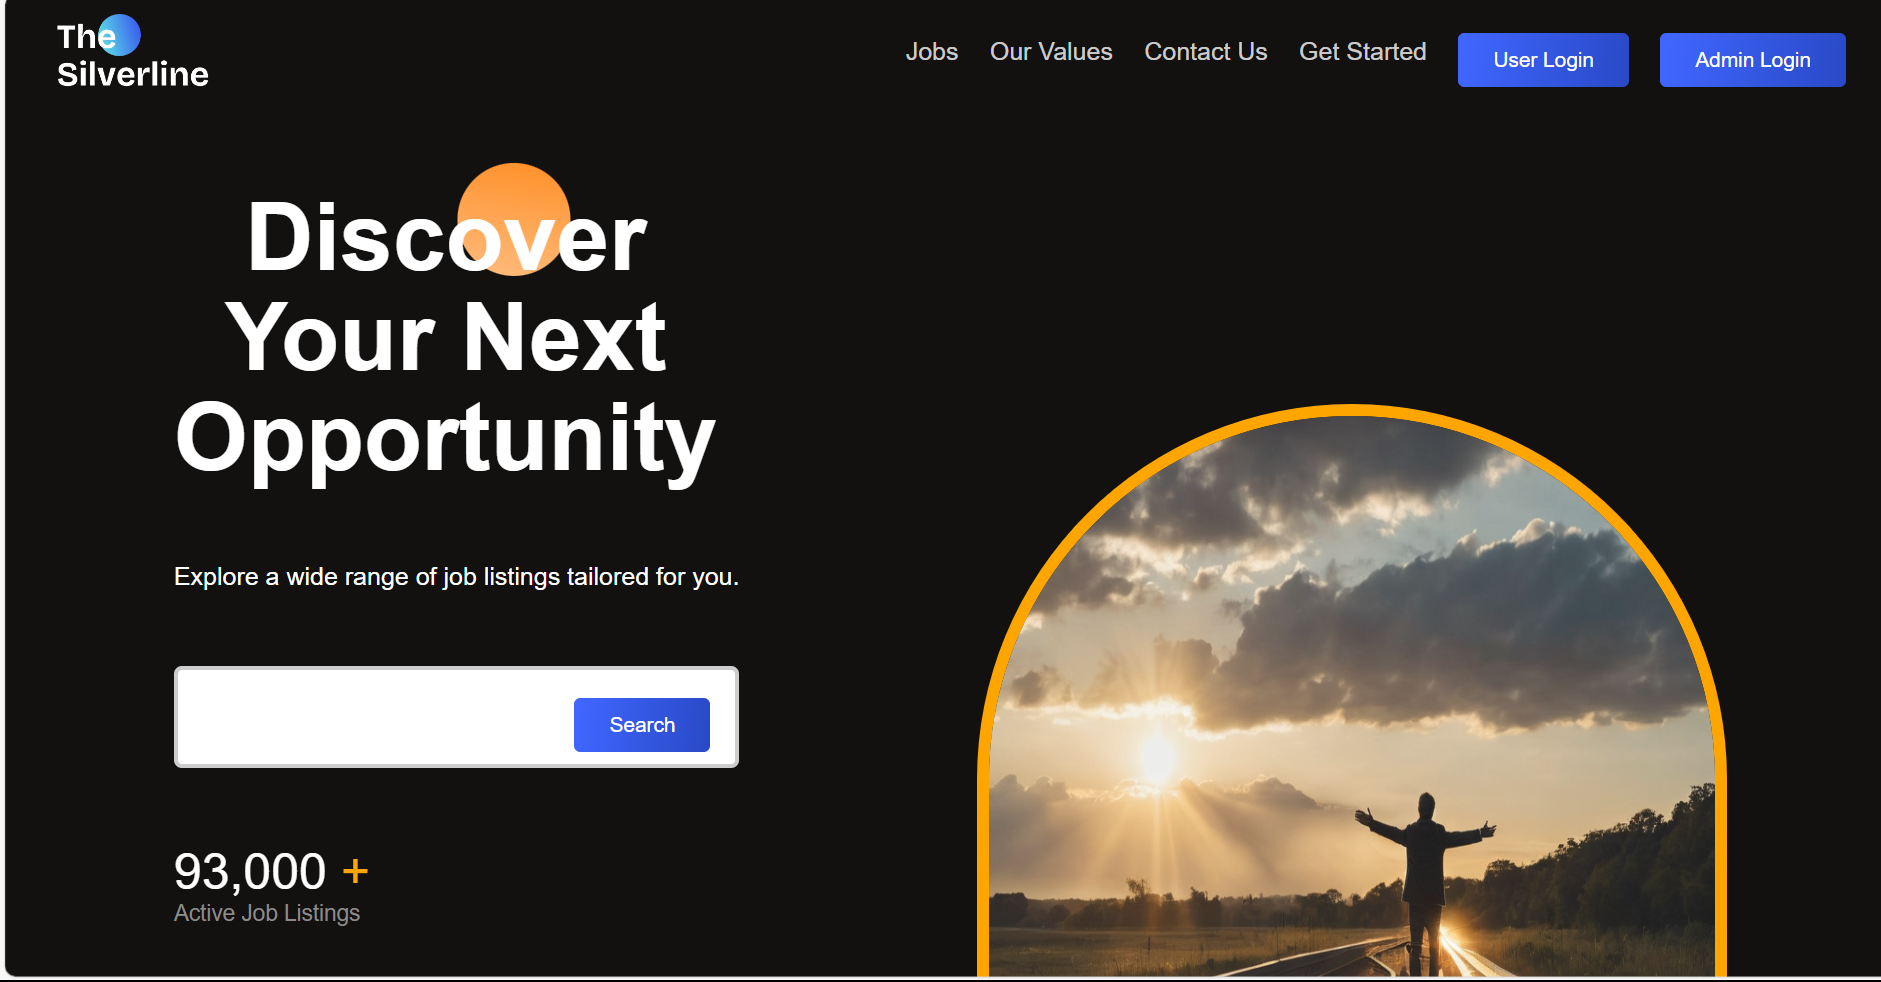 The
Silverline
Jobs
Our Values
Contact Us
Get Started
User Login
Admin Login
Discover
Your Next
Opportunity
Explore a wide range of job listings tailored for you.
Search
93,000 +
Active Job Listings